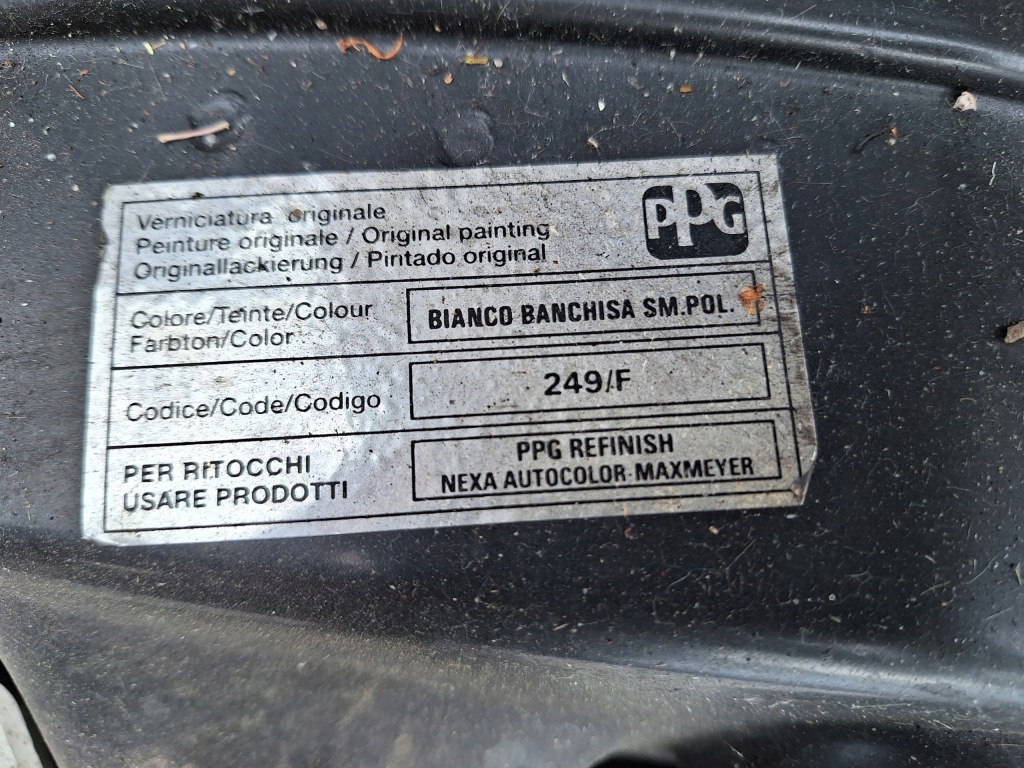 Verniciatura originale
Peinture originale / Original painting
Originallackierung / Pintado original
PPG
Colore/Teinte/Colour
Farbton/Color
BIANCO BANCHISA SM.POL.
Codice/Code/Codigo
249/F
PER RITOCCHI
USARE PRODOTTI
PPG REFINISH
NEXA AUTOCOLOR-MAXMEYER